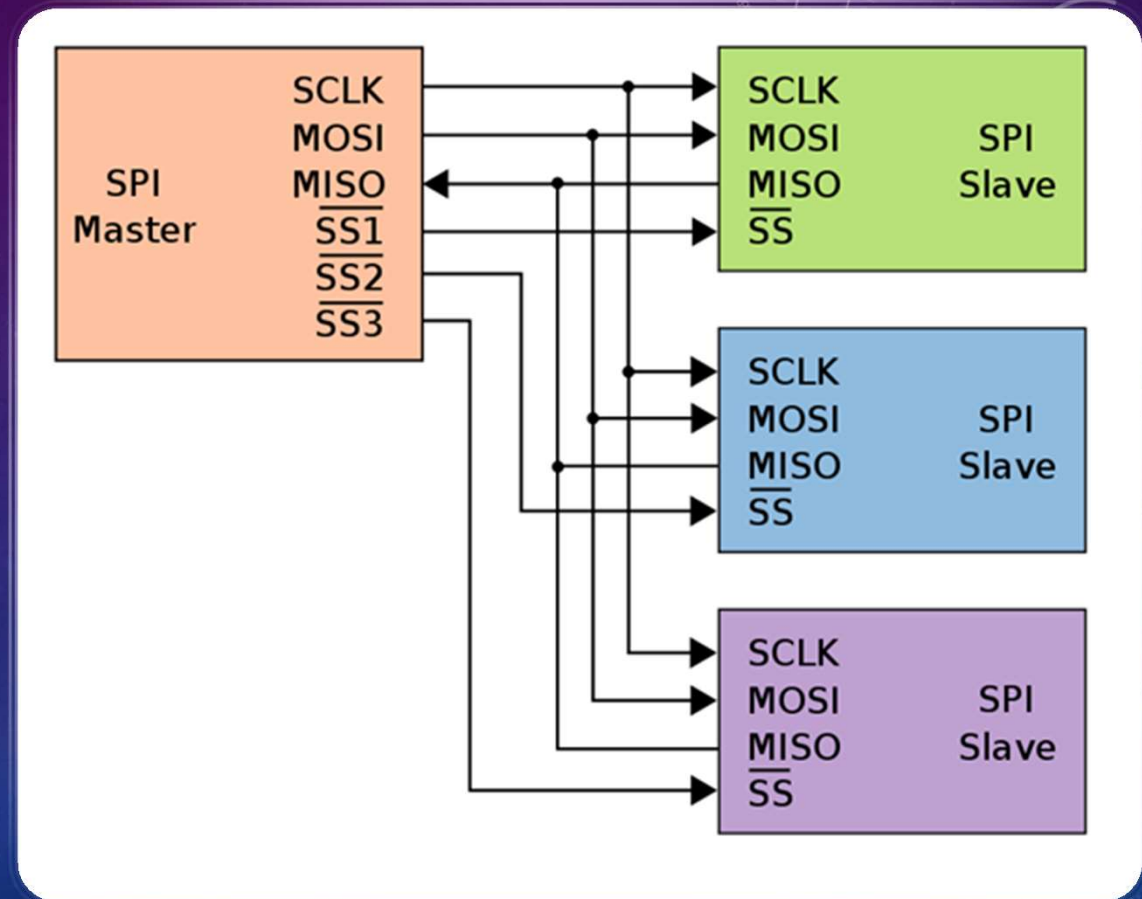 SCLK
MOSI
MISO
SS1
SS2
SS3
SPI
Master
SCLK
MOSI
MISO
SS
SPI
Slave
SCLK
MOSI
MISO
SS
SPI
Slave
SCLK
MOSI
MISO
SS
SPI
Slave